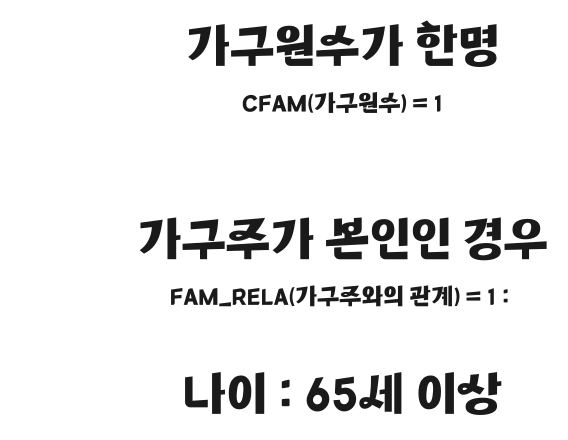 가구원수가 한명
CFAM(가구원수) = 1
가구주가 본인인 경우
FAM_RELA(가구주와의 관계) = 1 :
나이 : 65세 이상